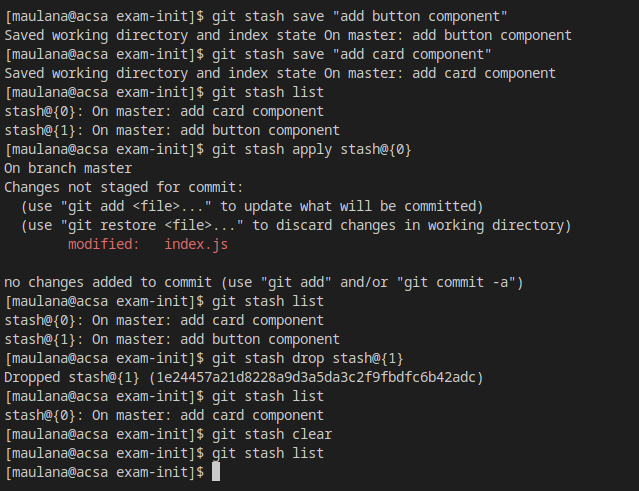 [maulana@acsa exam-init]$ git stash save "add button component"
Saved working directory and index state On master: add button component
[maulana@acsa exam-init]$ git stash save "add card component"
Saved working directory and index state On master: add card component
[maulana@acsa exam-init]$ git stash list
stash@{0}: On master: add card component
stash@{1}: On master: add button component
[maulana@acsa exam-init]$ git stash apply stash@{0}
On branch master
Changes not staged for commit:
  (use "git add <file>..." to update what will be committed)
  (use "git restore <file>..." to discard changes in working directory)
        modified:   index.js

no changes added to commit (use "git add" and/or "git commit -a")
[maulana@acsa exam-init]$ git stash list
stash@{0}: On master: add card component
stash@{1}: On master: add button component
[maulana@acsa exam-init]$ git stash drop stash@{1}
Dropped stash@{1} (1e24457a21d8228a9d3a5da3c2f9fbdfc6b42adc)
[maulana@acsa exam-init]$ git stash list
stash@{0}: On master: add card component
[maulana@acsa exam-init]$ git stash clear
[maulana@acsa exam-init]$ git stash list
[maulana@acsa exam-init]$